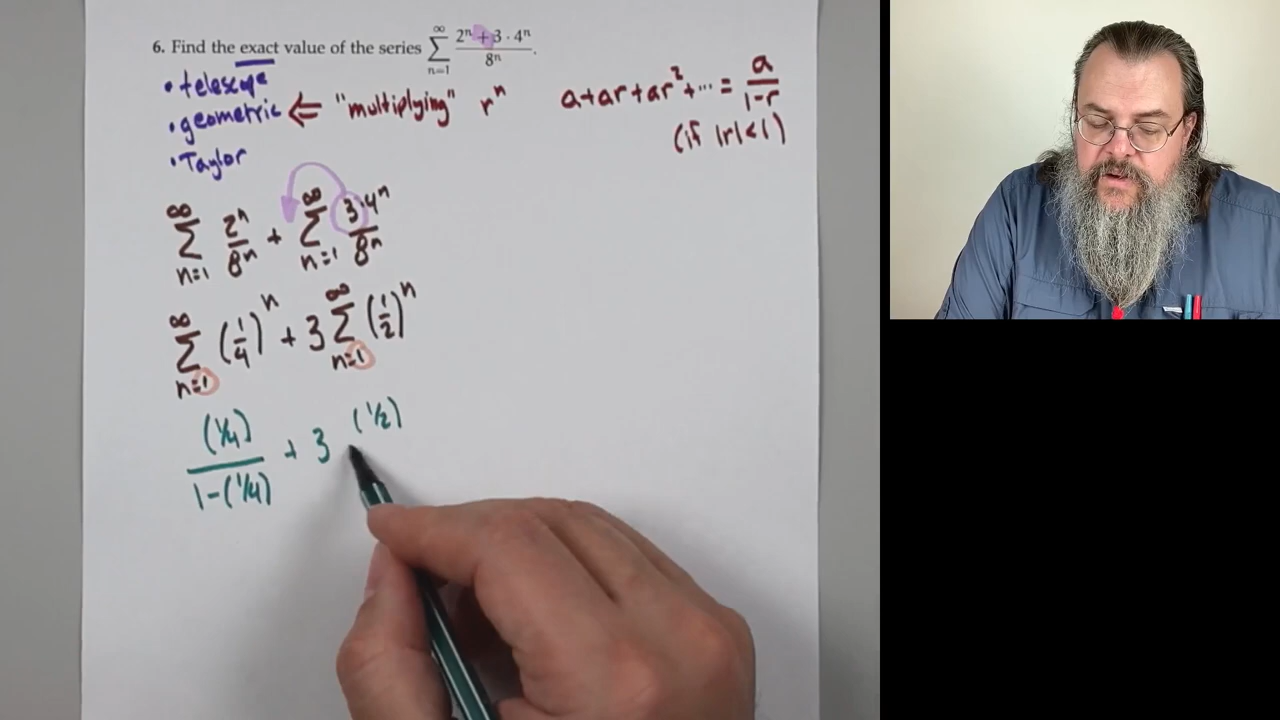 6. Find the exact value of the series ∑_{n=1}^{∞} (2^n + 3 · 4^n)/8^n.
• telescope
• geometric ⇐ "multiplying" r^n
• Taylor
a+ar+ar^2+··· = a/(1-r)
(if |r|<1)
∑_{n=1}^{∞} 2^n/8^n + ∑_{n=1}^{∞} 3·4^n/8^n
∑_{n=1}^{∞} (1/4)^n + 3 ∑_{n=1}^{∞} (1/2)^n
(1/4)/(1-(1/4)) + 3 (1/2)